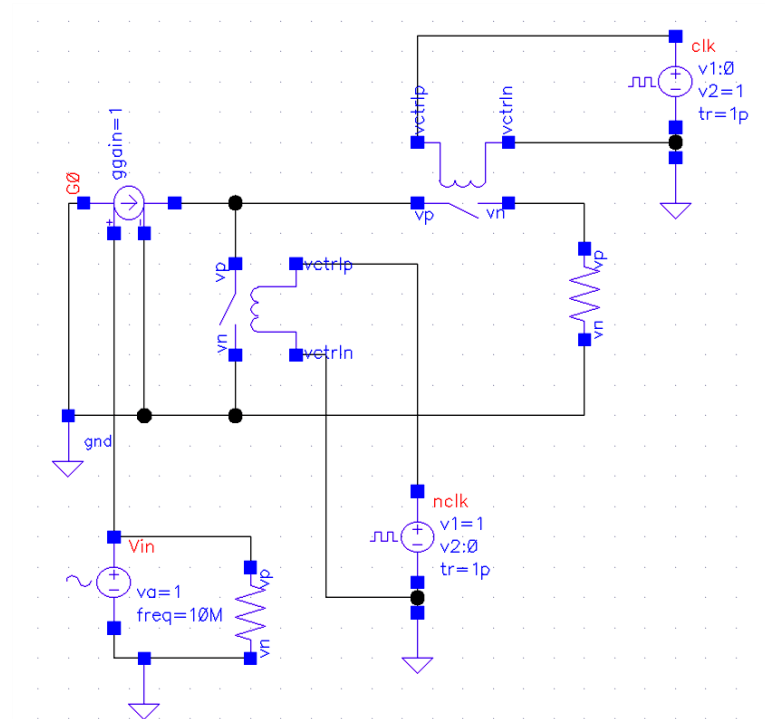 clk
v1:0
v2=1
tr=1p
vctrlp
vctrln
ggain=1
G0
+
-
vp
vn
vp
vctrlp
vp
vn
vctrln
vn
gnd
nclk
v1=1
v2:0
tr=1p
Vin
va=1
freq=10M
vp
vn